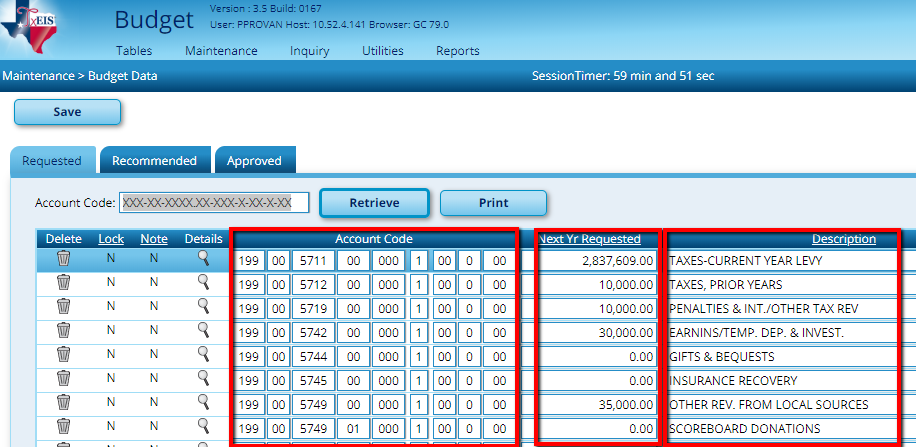 TxEIS
Budget
Version : 3.5 Build: 0167
User: PPROVAN Host: 10.52.4.141 Browser: GC 79.0
Tables Maintenance Inquiry Utilities Reports
Maintenance > Budget Data SessionTimer: 59 min and 51 sec
Save
Requested Recommended Approved
Account Code: XXX-XX-XXXX.XX-XXX-X-XX-X-XX Retrieve Print
Delete Lock Note Details Account Code Next Yr Requested Description
N N 199 00 5711 00 000 1 00 0 00 2,837,609.00 TAXES-CURRENT YEAR LEVY
N N 199 00 5712 00 000 1 00 0 00 10,000.00 TAXES, PRIOR YEARS
N N 199 00 5719 00 000 1 00 0 00 10,000.00 PENALTIES & INT./OTHER TAX REV
N N 199 00 5742 00 000 1 00 0 00 30,000.00 EARNINS/TEMP. DEP. & INVEST.
N N 199 00 5744 00 000 1 00 0 00 0.00 GIFTS & BEQUESTS
N N 199 00 5745 00 000 1 00 0 00 0.00 INSURANCE RECOVERY
N N 199 00 5749 00 000 1 00 0 00 35,000.00 OTHER REV. FROM LOCAL SOURCES
N N 199 00 5749 01 000 1 00 0 00 0.00 SCOREBOARD DONATIONS